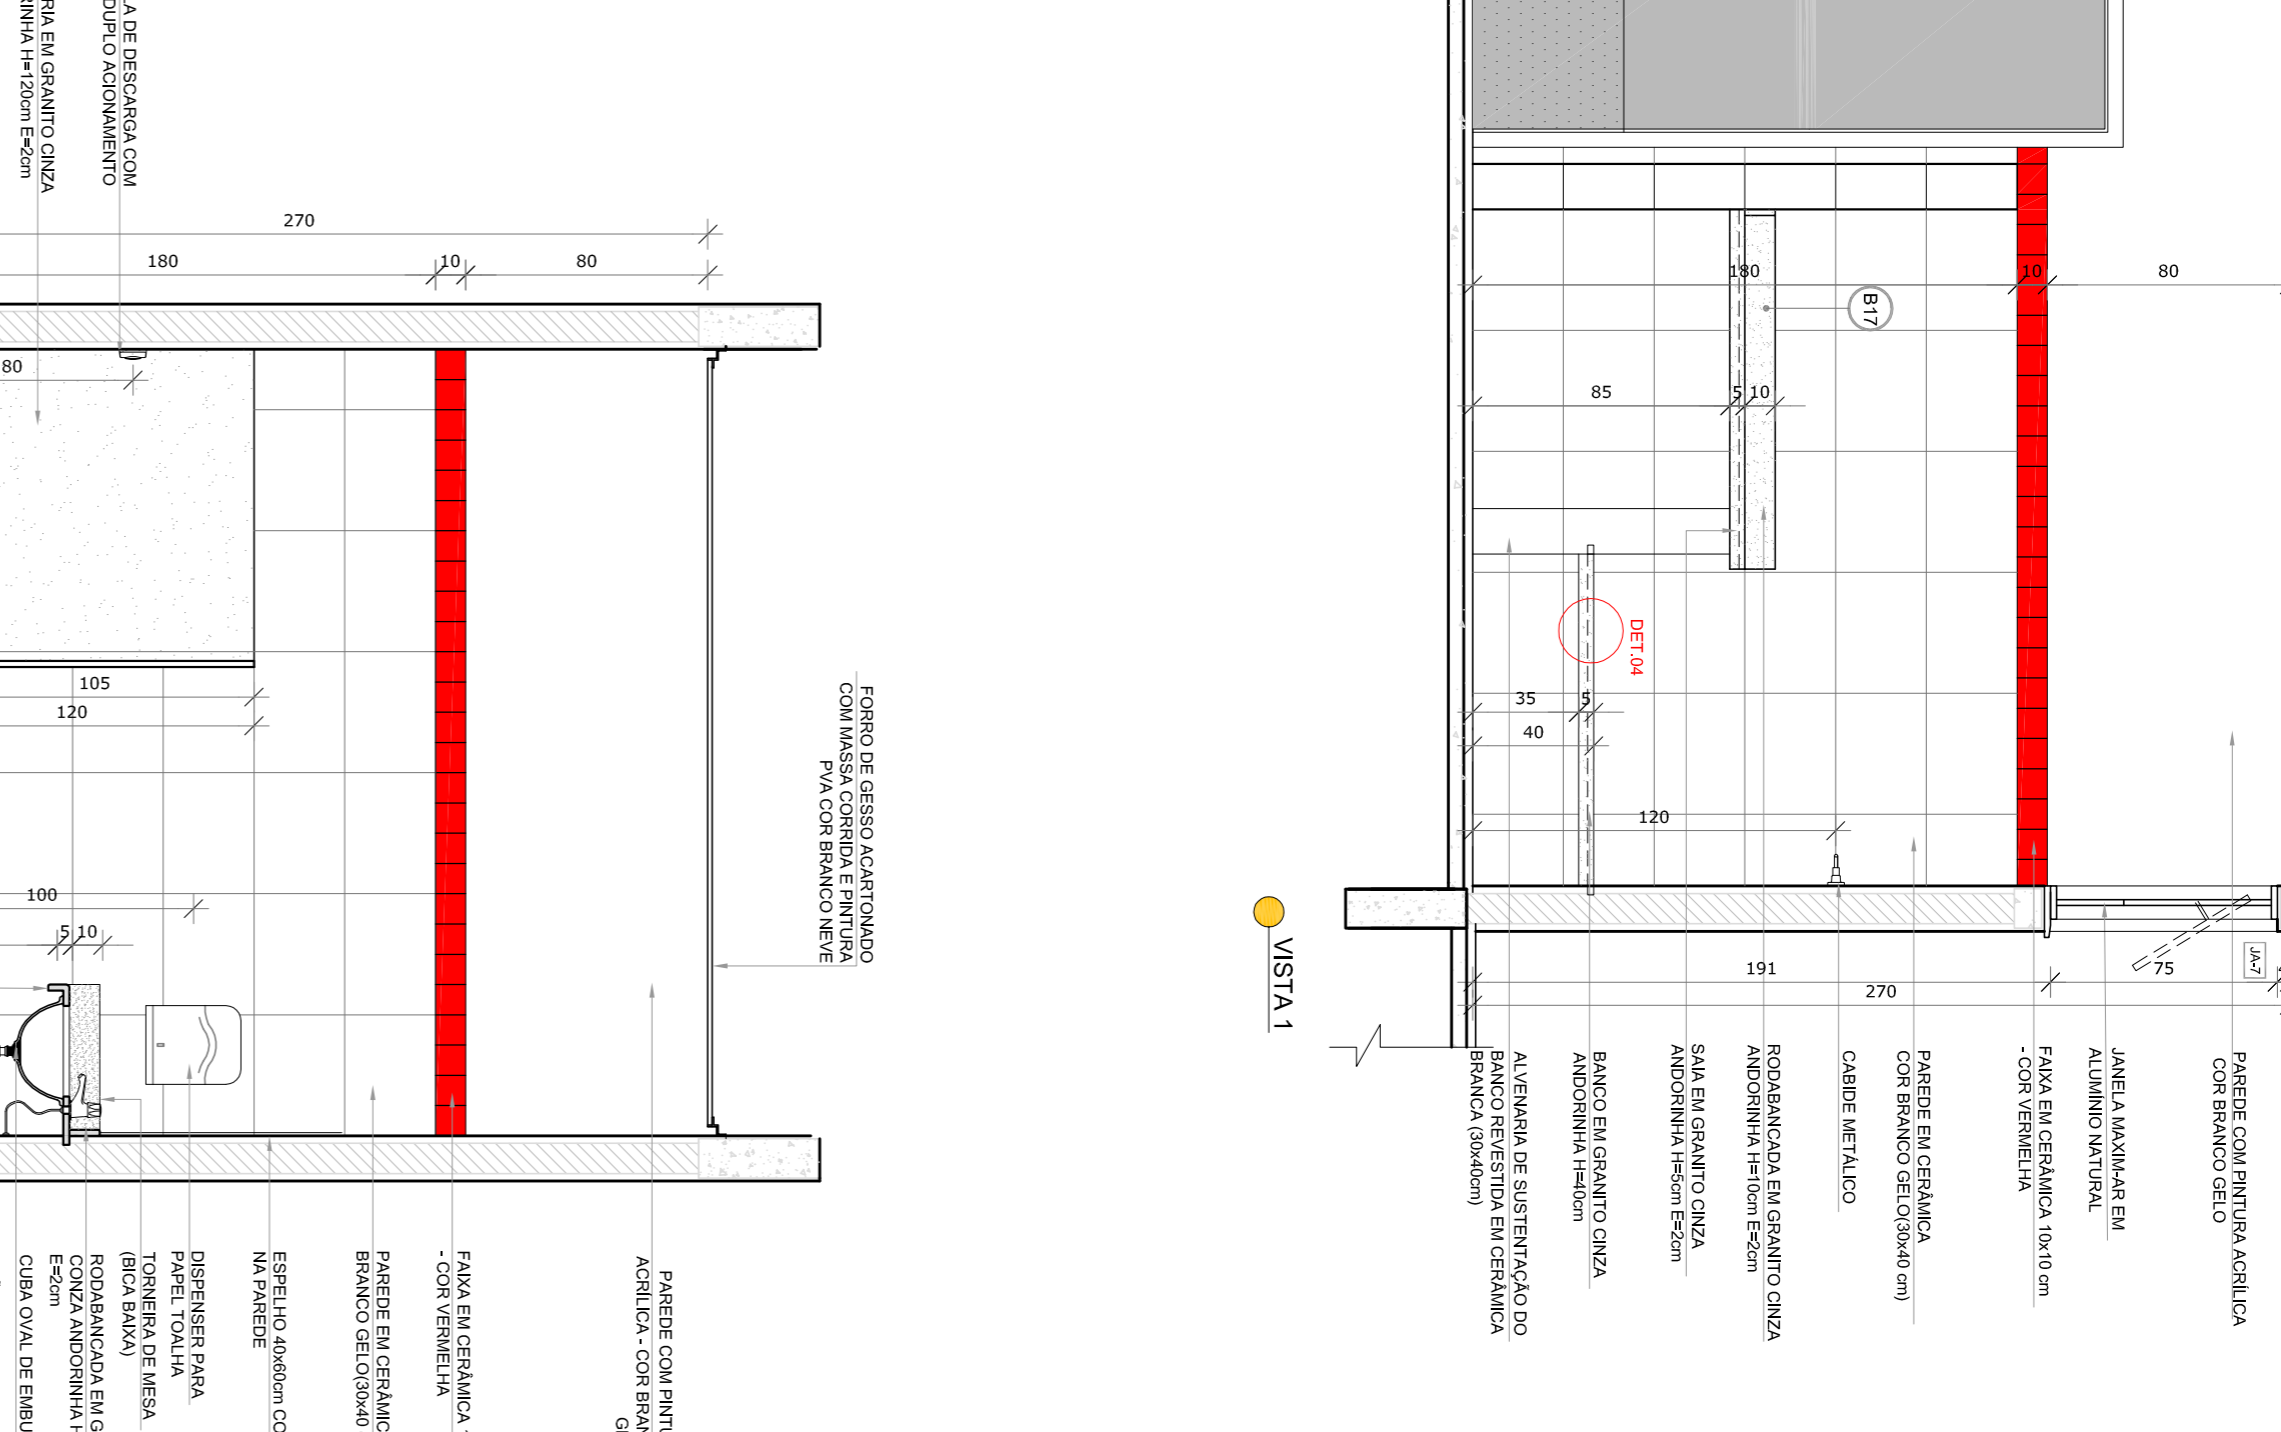 A DE DESCARGA COM
DUPLO ACIONAMENTO
RIA EM GRANITO CINZA
RINHA H=120cm E=2cm
270
180
10
80
80
105
120
100
5
10
FORRO DE GESSO ACARTONADO
COM MASSA CORRIDA E PINTURA
PVA COR BRANCO NEVE
PAREDE COM PINTU
ACRÍLICA - COR BRAN
FAIXA EM CERÂMICA
- COR VERMELHA
PAREDE EM CERÂMIC
BRANCO GELO(30x40
ESPELHO 40x60cm CO
NA PAREDE
DISPENSER PARA
PAPEL TOALHA
TORNEIRA DE MESA
(BICA BAIXA)
RODABANCADA EM G
CONZA ANDORINHA H
E=2cm
CUBA OVAL DE EMBU
180
10
80
B17
85
5
10
DET.04
35
5
40
120
191
75
270
JA-7
VISTA 1
PAREDE COM PINTURA ACRÍLICA
COR BRANCO GELO
JANELA MAXIM-AR EM
ALUMÍNIO NATURAL
FAIXA EM CERÂMICA 10x10 cm
- COR VERMELHA
PAREDE EM CERÂMICA
COR BRANCO GELO(30x40 cm)
CABIDE METÁLICO
RODABANCADA EM GRANITO CINZA
ANDORINHA H=10cm E=2cm
SAIA EM GRANITO CINZA
ANDORINHA H=5cm E=2cm
BANCO EM GRANITO CINZA
ANDORINHA H=40cm
ALVENARIA DE SUSTENTAÇÃO DO
BANCO REVESTIDA EM CERÂMICA
BRANCA (30x40cm)